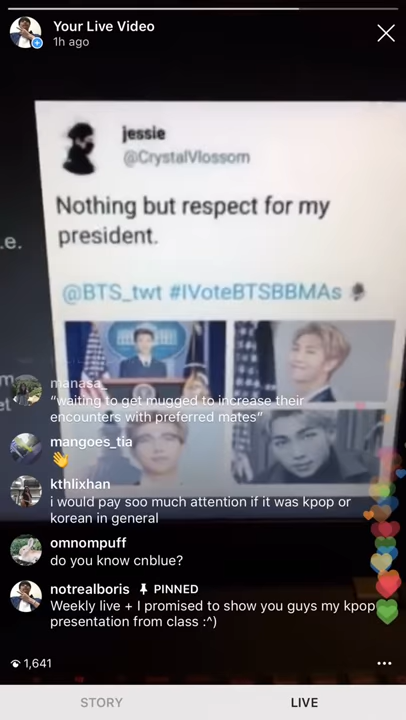 Your Live Video
1h ago
jessie
@CrystalVlossom
Nothing but respect for my
president.
.e.
@BTS_twt #IVoteBTSBBMAs
manasa_
“waiting to get mugged to increase their
encounters with preferred mates”
mangoes_tia
👋
kthlixhan
i would pay soo much attention if it was kpop or
korean in general
omnompuff
do you know cnblue?
notrealboris PINNED
Weekly live + I promised to show you guys my kpop
presentation from class :^)
1,641
STORY LIVE